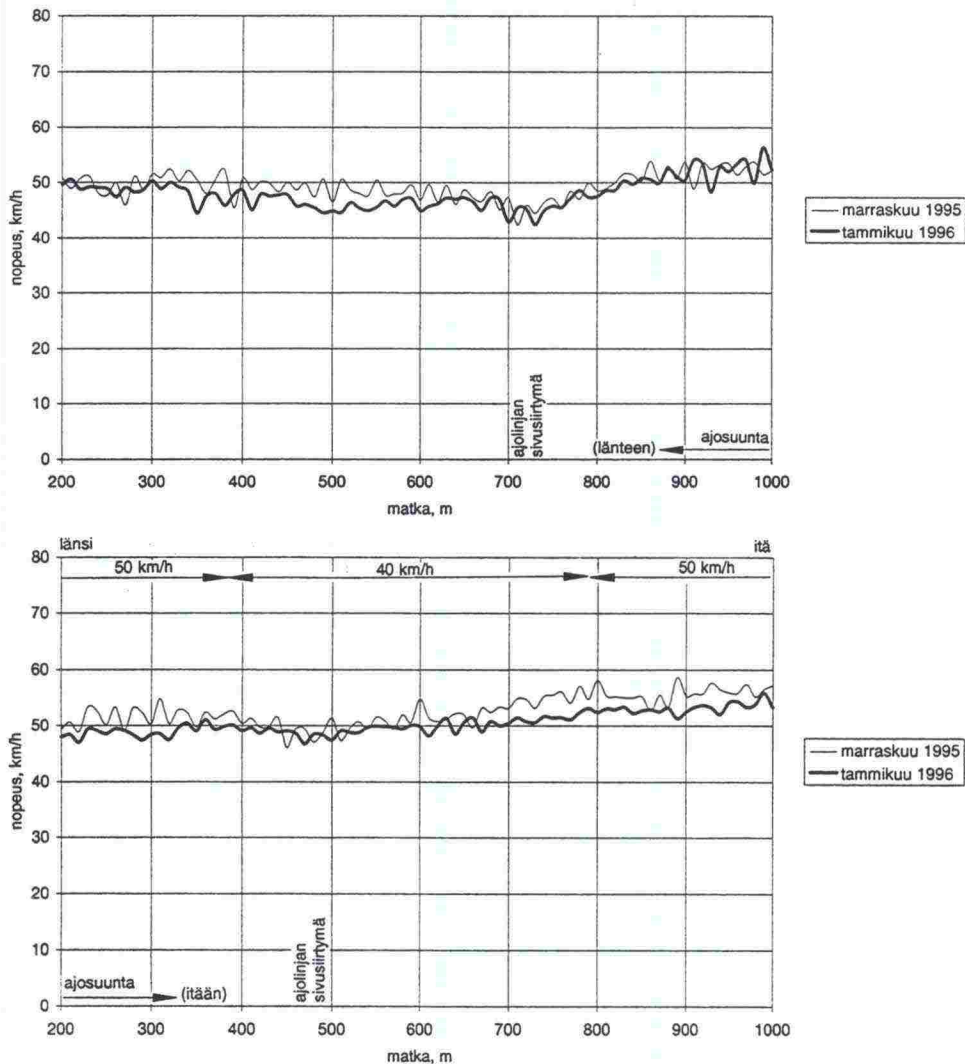 80
70
60
50
40
30
20
10
0
nopeus, km/h
ajolinjan
sivusiirtymä
(länteen)
ajosuunta
200 300 400 500 600 700 800 900 1000
matka, m
marraskuu 1995
tammikuu 1996
länsi
itä
50 km/h
40 km/h
50 km/h
80
70
60
50
40
30
20
10
0
nopeus, km/h
ajosuunta
(itään)
ajolinjan
sivusiirtymä
200 300 400 500 600 700 800 900 1000
matka, m
marraskuu 1995
tammikuu 1996